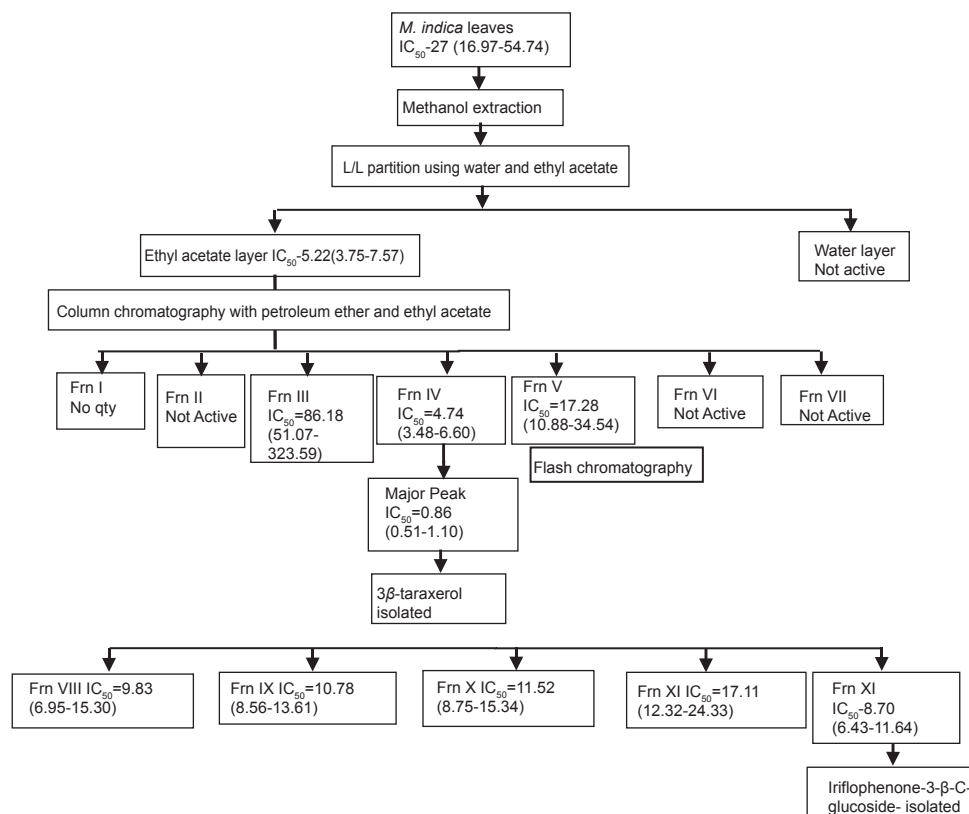 M. indica leaves
IC50-27 (16.97-54.74)
Methanol extraction
L/L partition using water and ethyl acetate
Ethyl acetate layer IC50-5.22(3.75-7.57)
Water layer
Not active
Column chromatography with petroleum ether and ethyl acetate
Frn I
No qty
Frn II
Not Active
Frn III
IC50=86.18
(51.07-
323.59)
Frn IV
IC50=4.74
(3.48-6.60)
Frn V
IC50=17.28
(10.88-34.54)
Frn VI
Not Active
Frn VII
Not Active
Flash chromatography
Major Peak
IC50=0.86
(0.51-1.10)
3β-taraxerol
isolated
Frn VIII IC50=9.83
(6.95-15.30)
Frn IX IC50=10.78
(8.56-13.61)
Frn X IC50=11.52
(8.75-15.34)
Frn XI IC50=17.11
(12.32-24.33)
Frn XI
IC50-8.70
(6.43-11.64)
Iriflophenone-3-β-C-
glucoside- isolated